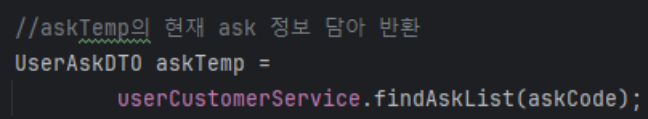 //askTemp의 현재 ask 정보 담아 반환
UserAskDTO askTemp =
userCustomerService.findAskList(askCode);